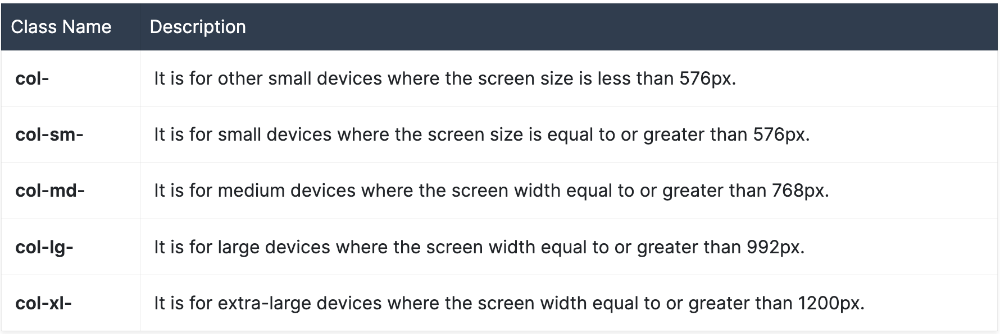 Class Name Description
col- It is for other small devices where the screen size is less than 576px.
col-sm- It is for small devices where the screen size is equal to or greater than 576px.
col-md- It is for medium devices where the screen width equal to or greater than 768px.
col-lg- It is for large devices where the screen width equal to or greater than 992px.
col-xl- It is for extra-large devices where the screen width equal to or greater than 1200px.